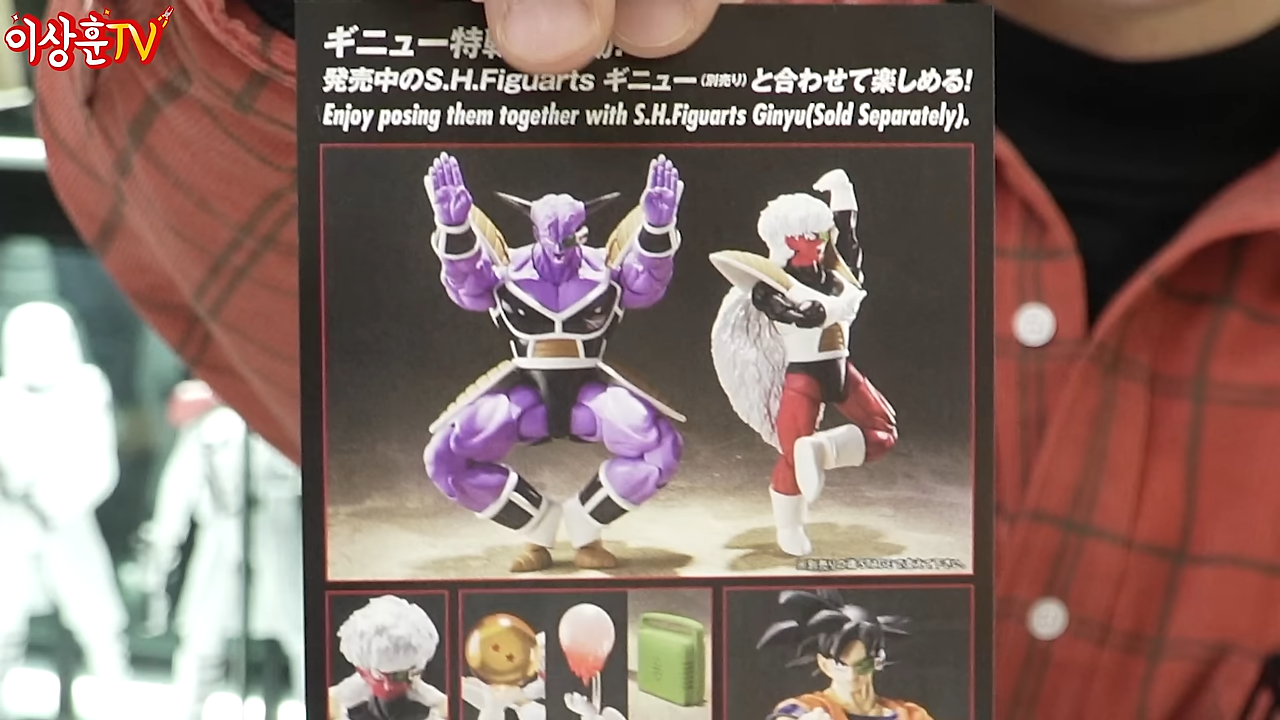 이상훈TV
ギニュー特戦
発売中のS.H.Figuarts ギニュー(別売り)と合わせて楽しめる!
Enjoy posing them together with S.H.Figuarts Ginyu(Sold Separately).